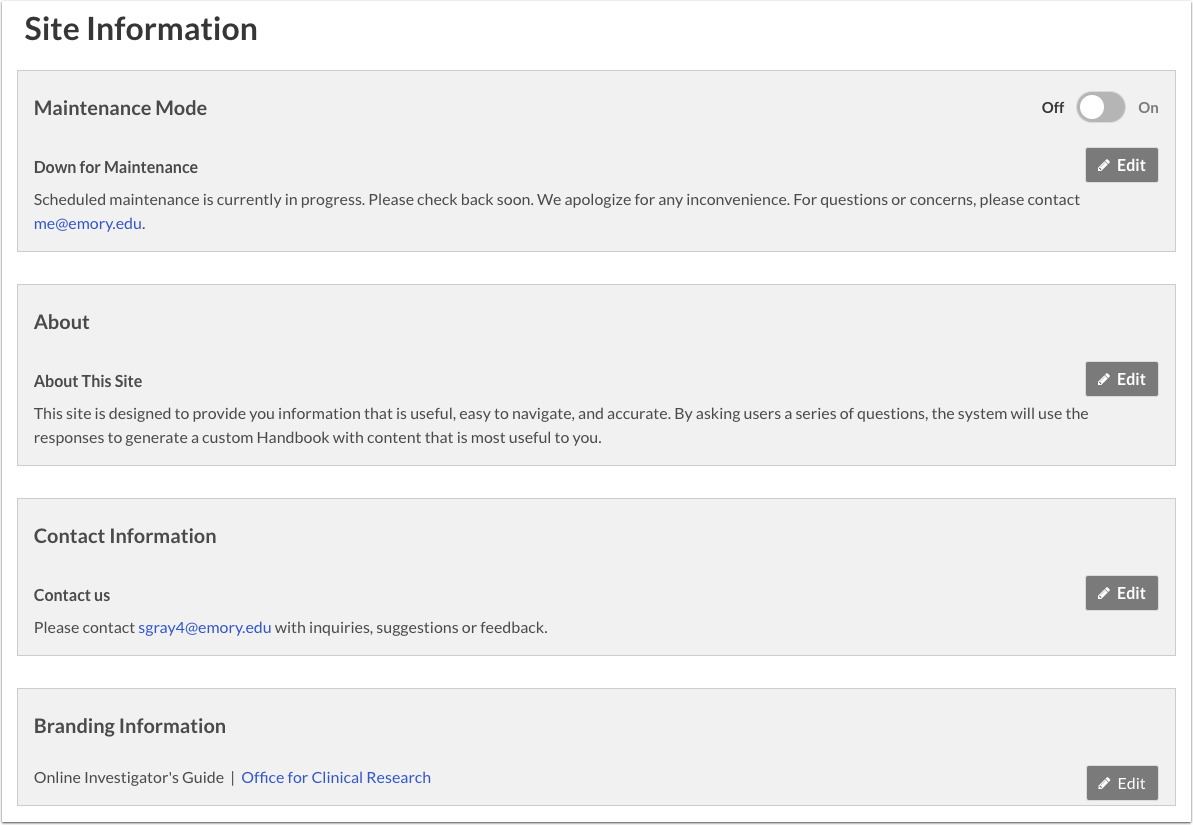 Site Information
Maintenance Mode
Off On
Down for Maintenance
Edit
Scheduled maintenance is currently in progress. Please check back soon. We apologize for any inconvenience. For questions or concerns, please contact
me@emory.edu.
About
About This Site
Edit
This site is designed to provide you information that is useful, easy to navigate, and accurate. By asking users a series of questions, the system will use the
responses to generate a custom Handbook with content that is most useful to you.
Contact Information
Contact us
Edit
Please contact sgray4@emory.edu with inquiries, suggestions or feedback.
Branding Information
Online Investigator's Guide | Office for Clinical Research
Edit